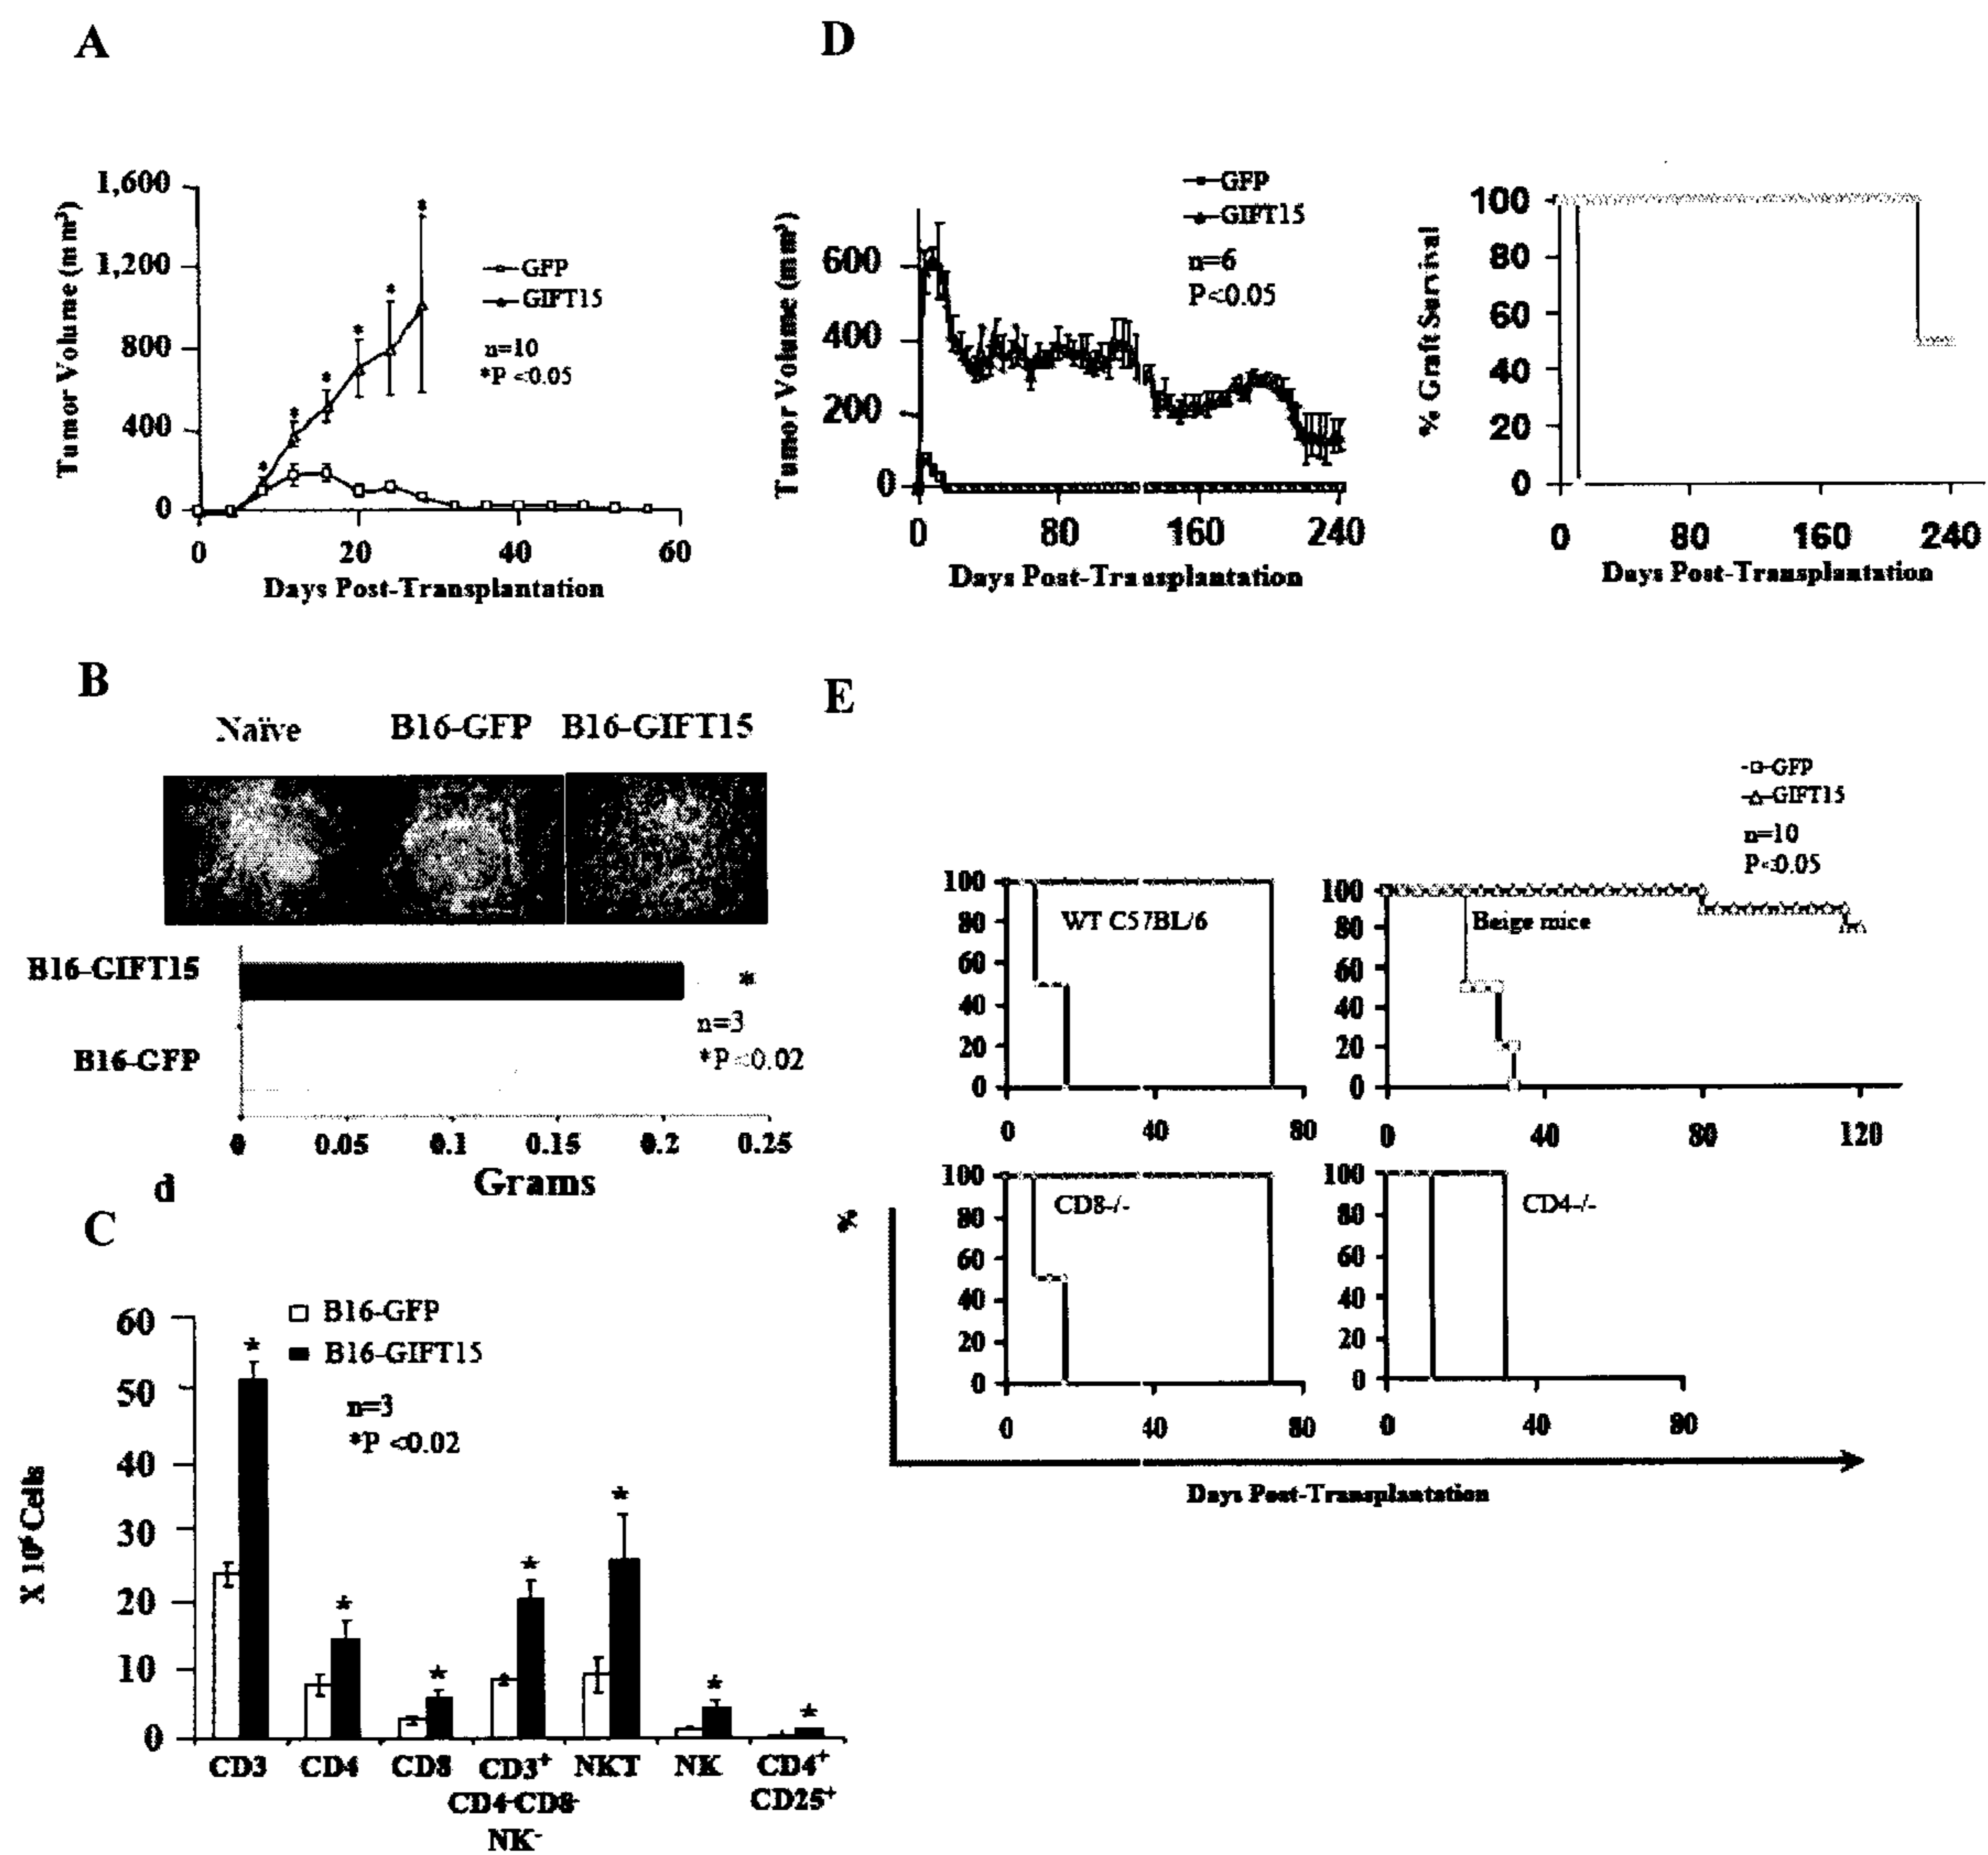 A
1,600
1,200
800
400
0
0 20 40 60
Tumor Volume (mm³)
Days Post-Transplantation
GFP
GIFT15
n=10
*P <0.05
D
600
400
200
0
0 80 160 240
Tumor Volume (mm³)
Days Post-Transplantation
GFP
GIFT15
n=6
P<0.05
100
80
60
40
20
0
0 80 160 240
% Graft Survival
Days Post-Transplantation
B
Naïve B16-GFP B16-GIFT15
B16-GIFT15
*
n=3
*P <0.02
B16-GFP
0 0.05 0.1 0.15 0.2 0.25
Grams
d
C
60
50
40
30
20
10
0
X 10⁶ Cells
B16-GFP
B16-GIFT15
n=3
*P <0.02
CD3 CD4 CD8 CD3⁺ NKT NK CD4⁺
CD4⁻CD8⁻ CD25⁺
NK⁻
E
GFP
GIFT15
n=10
P<0.05
100
80
60
40
20
0
WT C57BL/6
0 40 80
100
80
60
40
20
0
Beige mice
0 40 80 120
%
100
80
60
40
20
0
CD8-/-
0 40 80
100
80
60
40
20
0
CD4-/-
0 40 80
Days Post-Transplantation